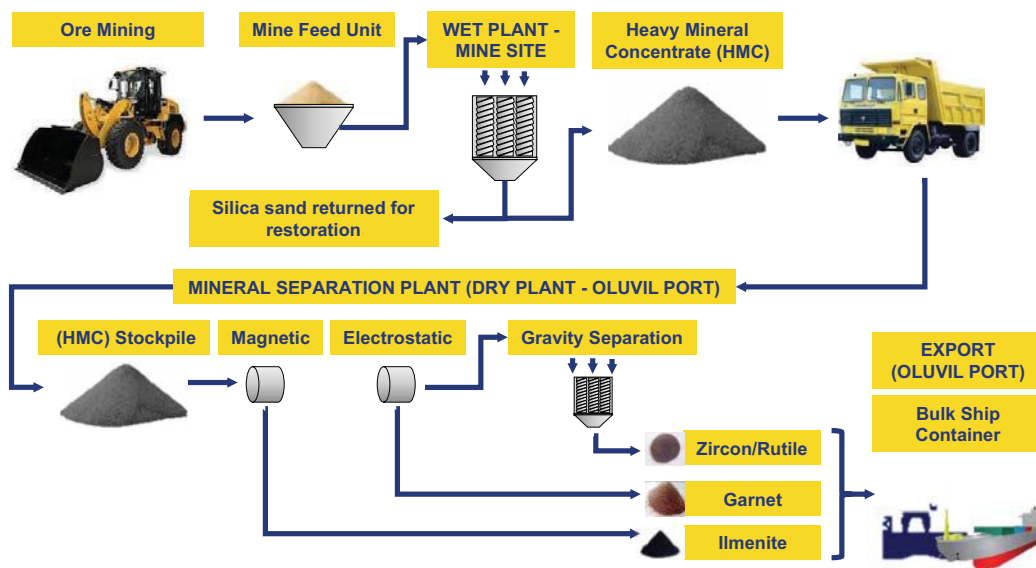 Ore Mining
Mine Feed Unit
WET PLANT -
MINE SITE
Heavy Mineral
Concentrate (HMC)
Silica sand returned for
restoration
MINERAL SEPARATION PLANT (DRY PLANT - OLUVIL PORT)
(HMC) Stockpile
Magnetic
Electrostatic
Gravity Separation
EXPORT
(OLUVIL PORT)
Bulk Ship
Container
Zircon/Rutile
Garnet
Ilmenite